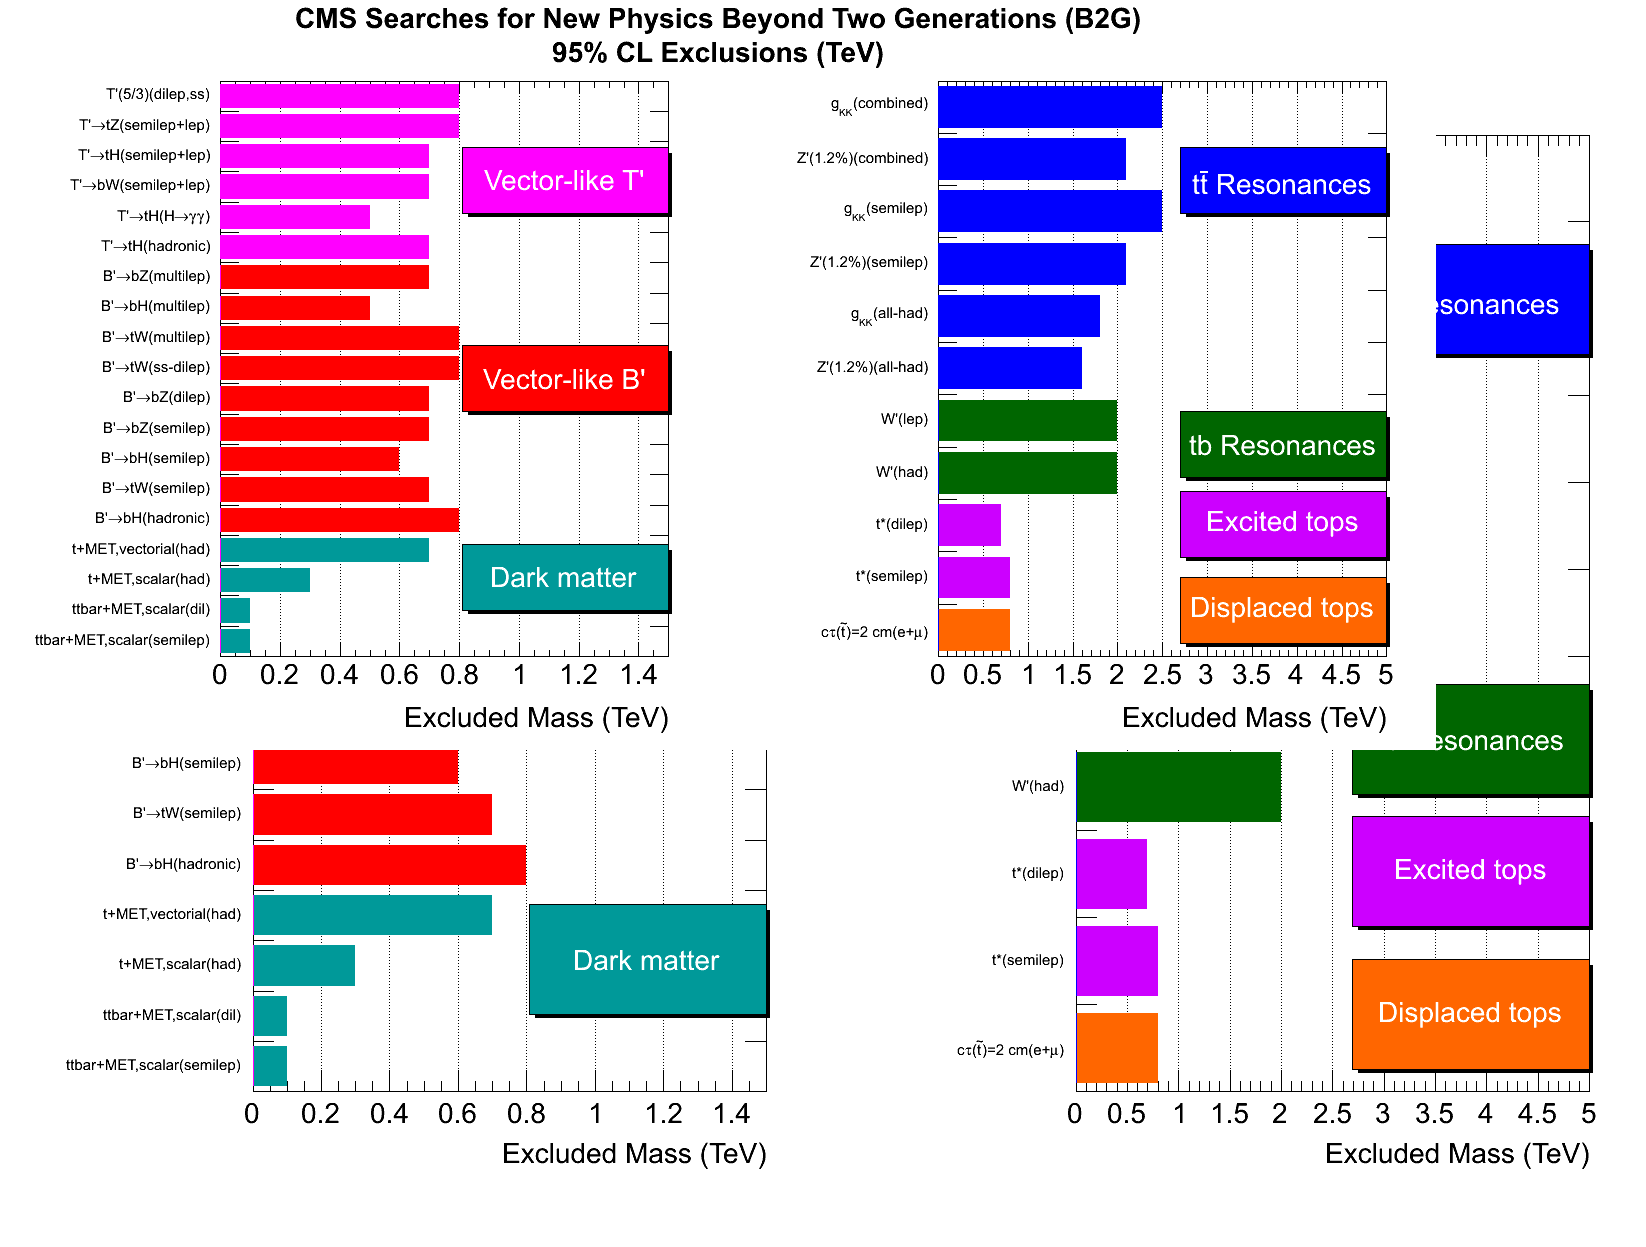 CMS Searches for New Physics Beyond Two Generations (B2G)
95% CL Exclusions (TeV)
T'(5/3)(dilep,ss)
T'→tZ(semilep+lep)
T'→tH(semilep+lep)
T'→bW(semilep+lep)
T'→tH(H→γγ)
T'→tH(hadronic)
B'→bZ(multilep)
B'→bH(multilep)
B'→tW(multilep)
B'→tW(ss-dilep)
B'→bZ(dilep)
B'→bZ(semilep)
B'→bH(semilep)
B'→tW(semilep)
B'→bH(hadronic)
t+MET,vectorial(had)
t+MET,scalar(had)
ttbar+MET,scalar(dil)
ttbar+MET,scalar(semilep)
Vector-like T'
Vector-like B'
Dark matter
0 0.2 0.4 0.6 0.8 1 1.2 1.4
Excluded Mass (TeV)
g_KK(combined)
Z'(1.2%)(combined)
g_KK(semilep)
Z'(1.2%)(semilep)
g_KK(all-had)
Z'(1.2%)(all-had)
W'(lep)
W'(had)
t*(dilep)
t*(semilep)
cτ(t̃)=2 cm(e+μ)
tt̄ Resonances
tb Resonances
Excited tops
Displaced tops
0 0.5 1 1.5 2 2.5 3 3.5 4 4.5 5
Excluded Mass (TeV)
esonances
esonances
B'→bH(semilep)
B'→tW(semilep)
B'→bH(hadronic)
t+MET,vectorial(had)
t+MET,scalar(had)
ttbar+MET,scalar(dil)
ttbar+MET,scalar(semilep)
Dark matter
0 0.2 0.4 0.6 0.8 1 1.2 1.4
Excluded Mass (TeV)
W'(had)
t*(dilep)
t*(semilep)
cτ(t̃)=2 cm(e+μ)
Excited tops
Displaced tops
0 0.5 1 1.5 2 2.5 3 3.5 4 4.5 5
Excluded Mass (TeV)